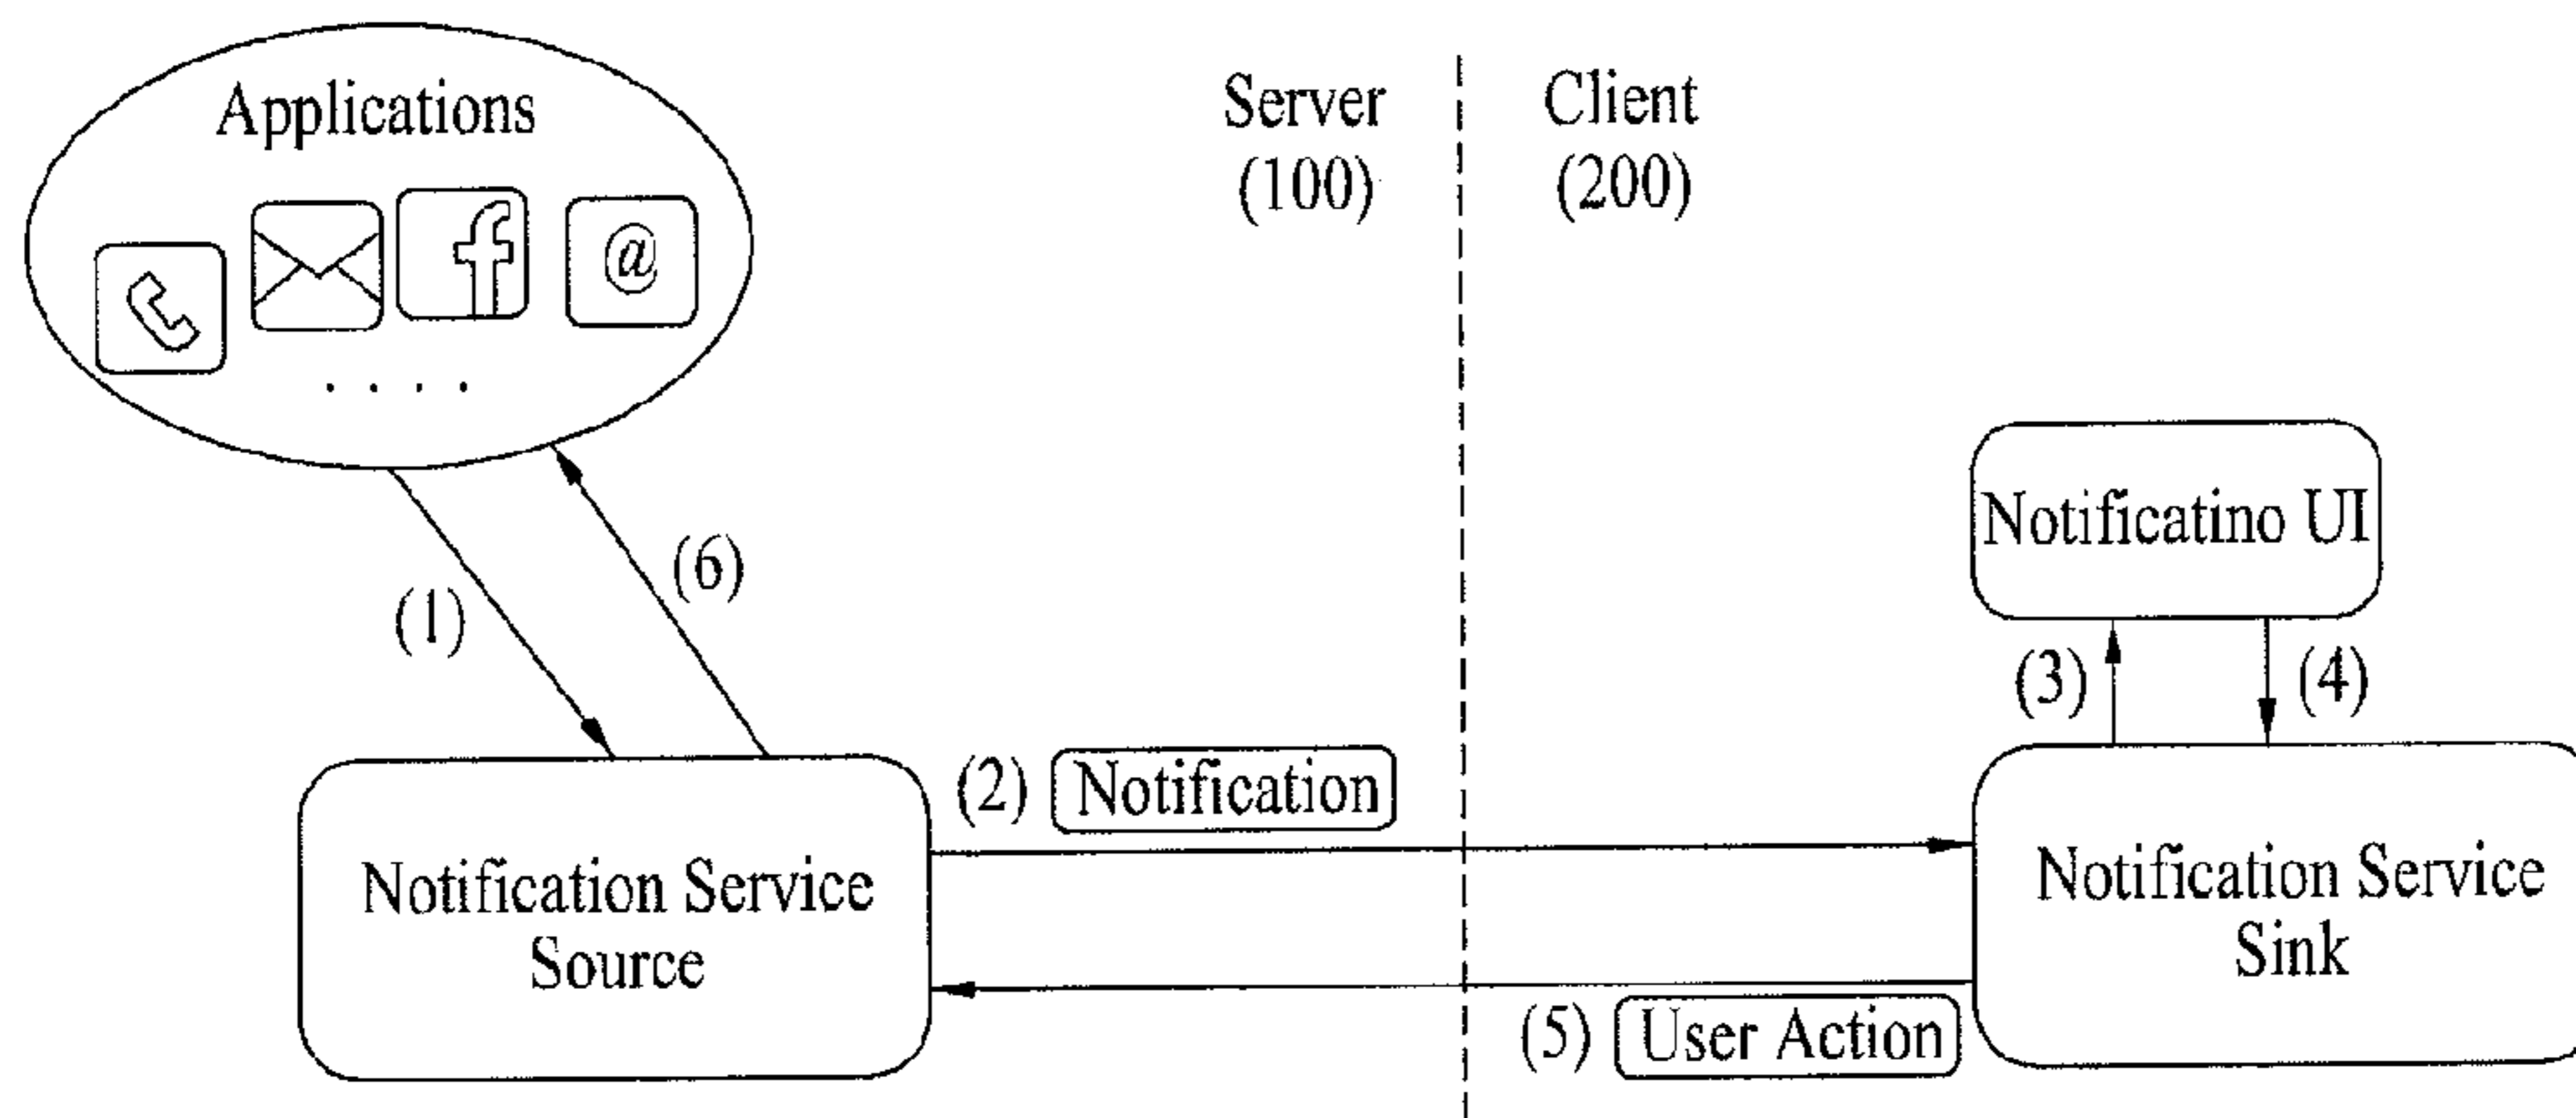 Applications
Server
(100)
Client
(200)
f
@
. . . .
Notificatino UI
(1)
(6)
(3)
(4)
(2) Notification
Notification Service
Source
Notification Service
Sink
(5) User Action